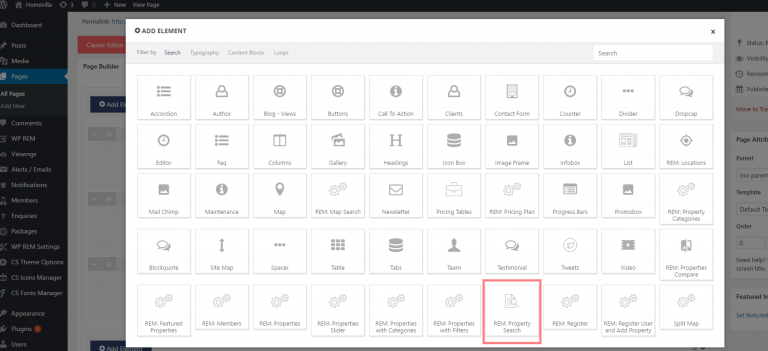 Homevilla 3 0 + New View Page
Dashboard
Posts
Media
Pages
All Pages
Add New
Comments
WP REM
Viewings
Alerts / Emails
Notifications
Members
Enquiries
Packages
WP REM Settings
CS Theme Options
CS Icons Manager
CS Fonts Manager
Appearance
Plugins 1
Permalink:
Classic Editor
Page Builder
Add Ele
Add Element
ADD ELEMENT x
Filter by Search Typography Content Blocks Loops Search
Accordion Author Blog - Views Buttons Call To Action Clients Contact Form Counter Divider Dropcap
Editor Faq Columns Gallery Headings Icon Box Image Frame Infobox List REM: Locations
Mail Chimp Maintenance Map REM: Map Search Newsletter Pricing Tables REM: Pricing Plan Progress Bars Promobox REM: Property
Categories
Blockquote Site Map Spacer Table Tabs Team Testimonial Tweets Video REM: Properties
Compare
REM: Featured
Properties
REM: Members
REM: Properties
REM: Properties
Slider
REM: Properties
with Categories
REM: Properties
with Filters
REM: Property
Search
REM: Register
REM: Register User
and Add Property
Split Map
Status: P
Visibility
Revision
Publishe
Move to Tra
Page Attrib
Parent
(no paren
Template
Default Te
Order
0
Need help?
screen title.
Featured In
Set featured